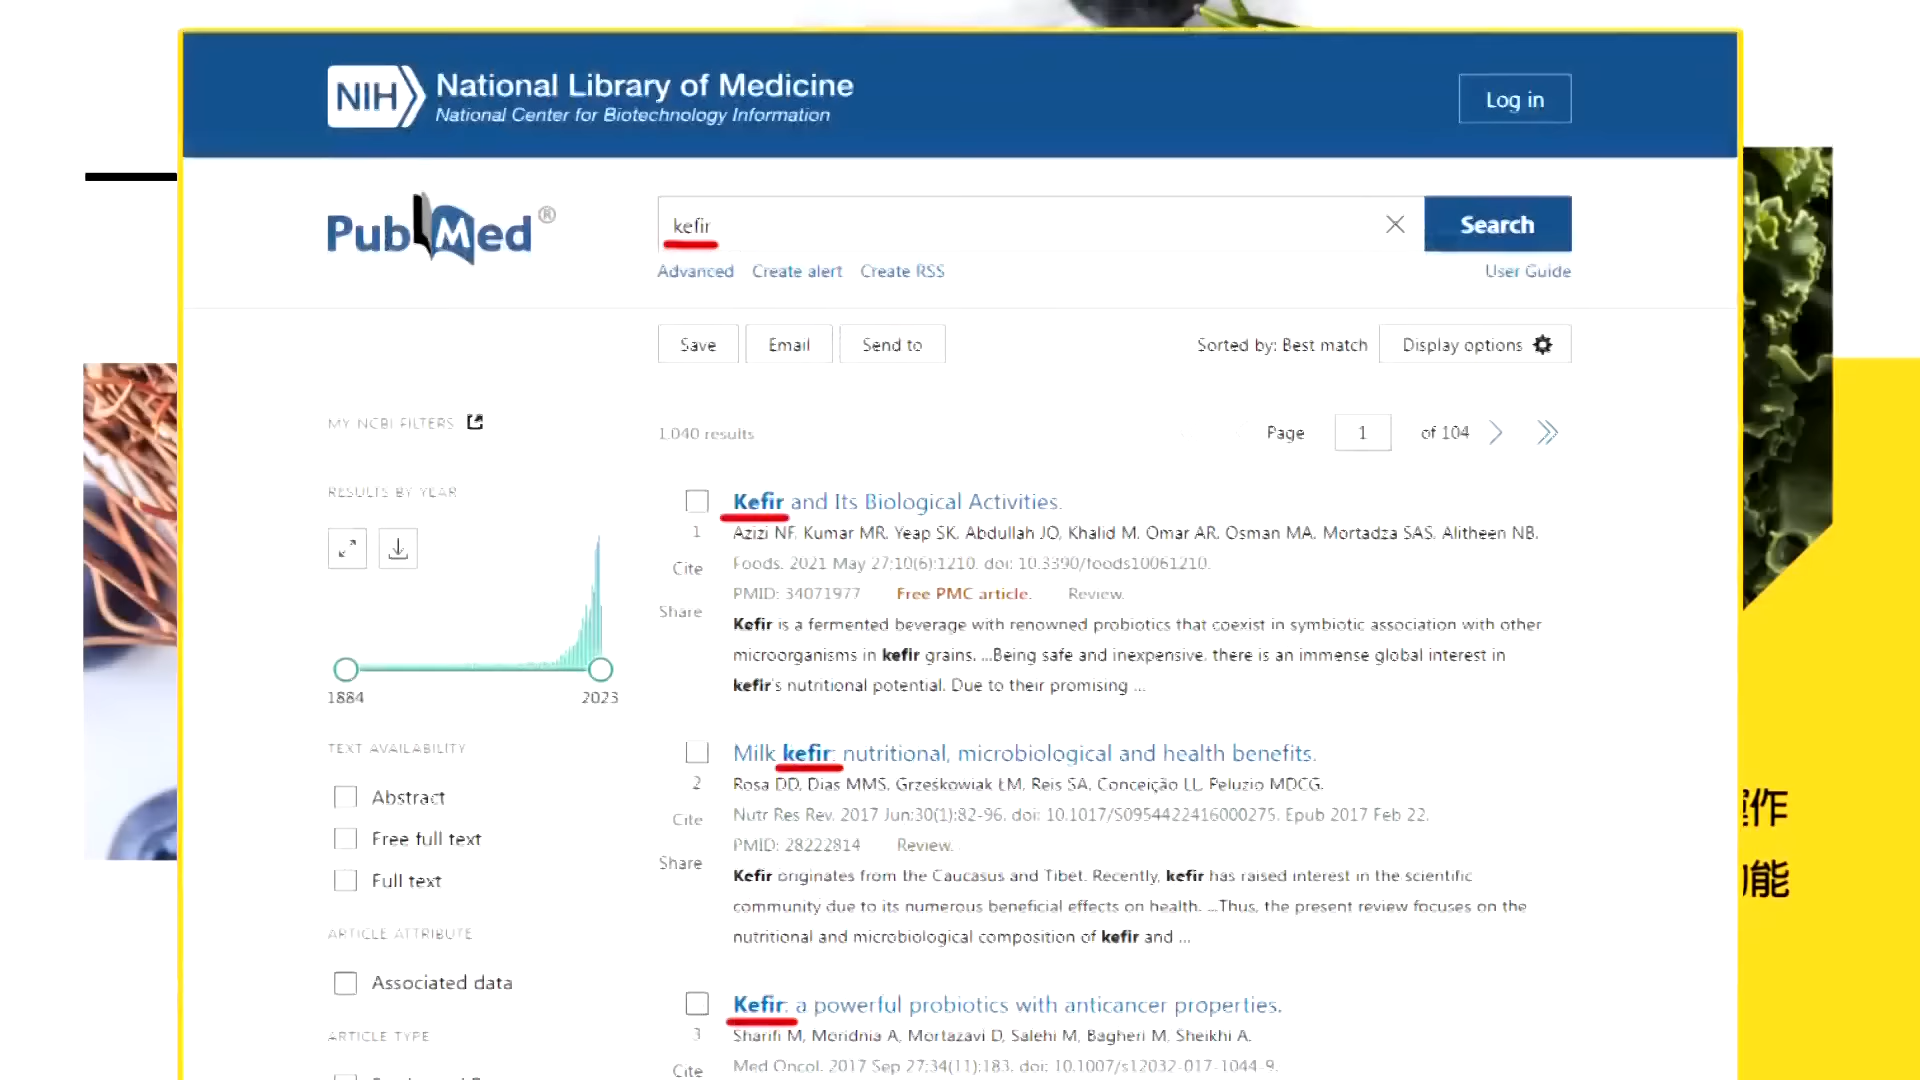 NIH National Library of Medicine
National Center for Biotechnology Information
Log in
PubMed®
kefir
Search
Advanced Create alert Create RSS
User Guide
Save Email Send to
Sorted by: Best match Display options
MY NCBI FILTERS
1,040 results
Page 1 of 104
RESULTS BY YEAR
1884 2023
TEXT AVAILABILITY
Abstract
Free full text
Full text
ARTICLE ATTRIBUTE
Associated data
ARTICLE TYPE
Kefir and Its Biological Activities.
1
Azizi NF, Kumar MR, Yeap SK, Abdullah JO, Khalid M, Omar AR, Osman MA, Mortadza SAS, Alitheen NB.
Cite
Foods. 2021 May 27;10(6):1210. doi: 10.3390/foods10061210.
PMID: 34071977 Free PMC article. Review.
Share
Kefir is a fermented beverage with renowned probiotics that coexist in symbiotic association with other
microorganisms in kefir grains. ...Being safe and inexpensive, there is an immense global interest in
kefir's nutritional potential. Due to their promising ...
Milk kefir: nutritional, microbiological and health benefits.
2
Rosa DD, Dias MMS, Grześkowiak ŁM, Reis SA, Conceição LL, Peluzio MDCG.
Cite
Nutr Res Rev. 2017 Jun;30(1):82-96. doi: 10.1017/S0954422416000275. Epub 2017 Feb 22.
PMID: 28222814 Review.
Share
Kefir originates from the Caucasus and Tibet. Recently, kefir has raised interest in the scientific
community due to its numerous beneficial effects on health. ...Thus, the present review focuses on the
nutritional and microbiological composition of kefir and ...
Kefir: a powerful probiotics with anticancer properties.
3
Sharifi M, Moridnia A, Mortazavi D, Salehi M, Bagheri M, Sheikhi A.
Cite
Med Oncol. 2017 Sep 27;34(11):183. doi: 10.1007/s12032-017-1044-9.
作
能